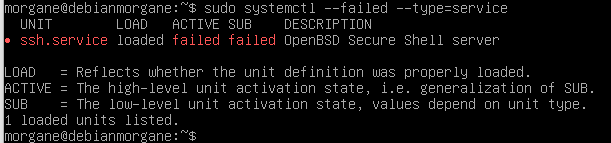 morgane@debianmorgane:~$ sudo systemctl --failed --type=service
UNIT LOAD ACTIVE SUB DESCRIPTION
● ssh.service loaded failed failed OpenBSD Secure Shell server
LOAD = Reflects whether the unit definition was properly loaded.
ACTIVE = The high-level unit activation state, i.e. generalization of SUB.
SUB = The low-level unit activation state, values depend on unit type.
1 loaded units listed.
morgane@debianmorgane:~$